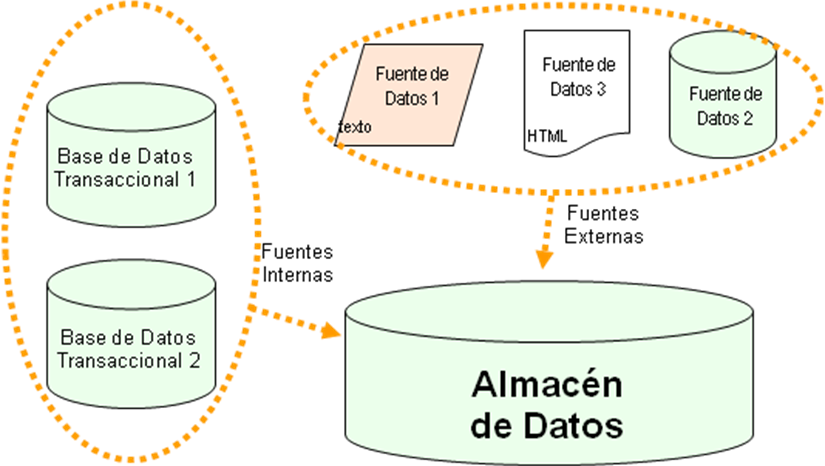 Fuente de
Datos 1
texto
Fuente de
Datos 3
HTML
Fuente de
Datos 2
Base de Datos
Transaccional 1
Fuentes
Externas
Fuentes
Internas
Base de Datos
Transaccional 2
Almacén
de Datos